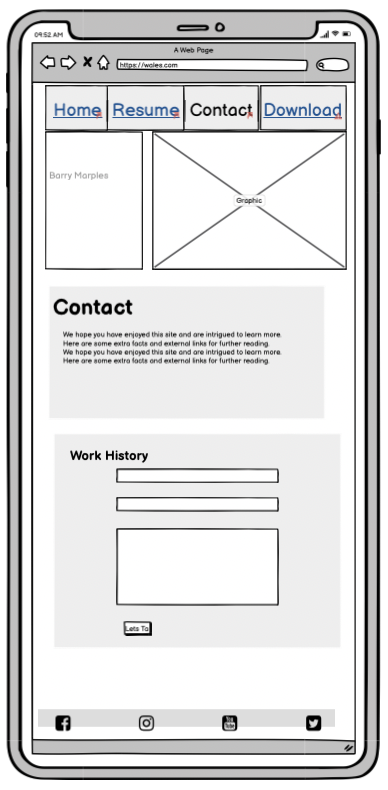 09:52 AM
A Web Page
https://woles.com
Home Resume Contact Download
Barry Marples
Graphic
Contact
We hope you have enjoyed this site and are intrigued to learn more.
Here are some extra facts and external links for further reading.
We hope you have enjoyed this site and are intrigued to learn more.
Here are some extra facts and external links for further reading.
Work History
Lets Ta
You
Tube